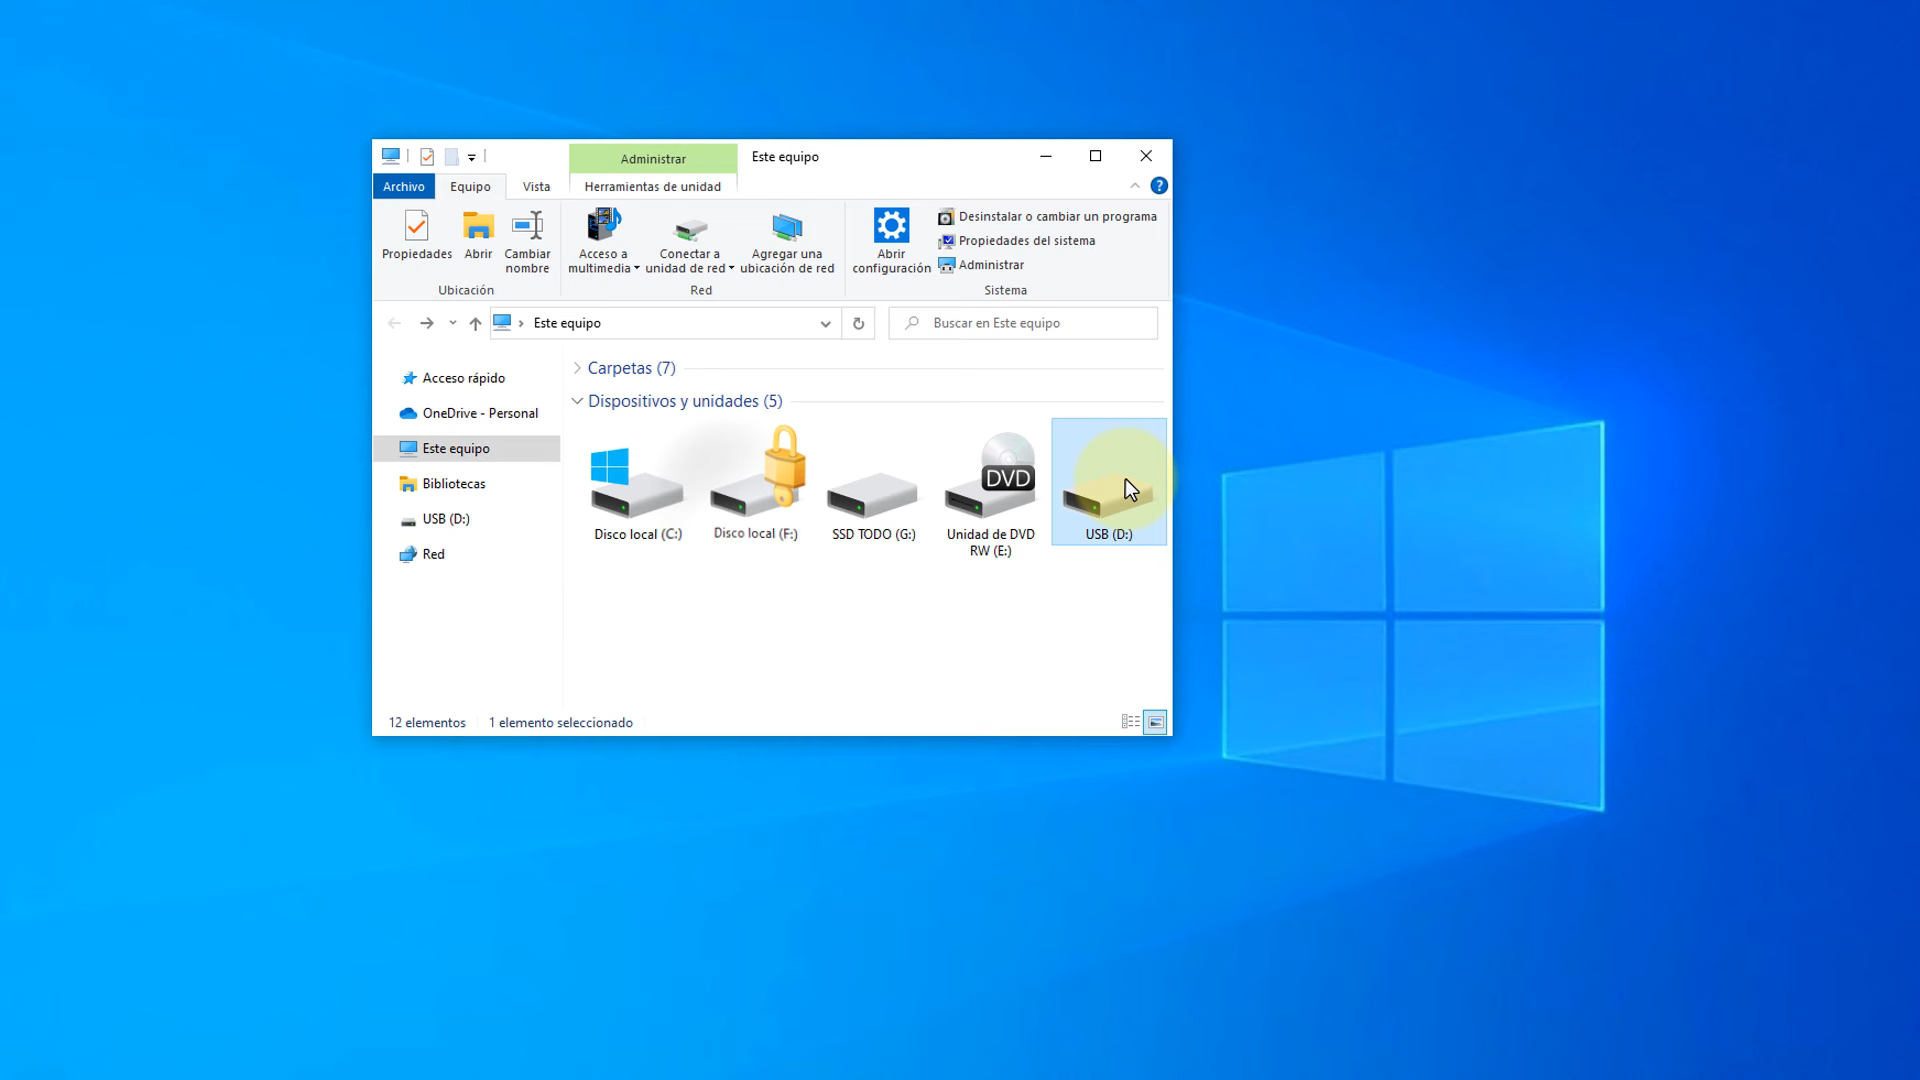 Administrar
Este equipo
Archivo
Equipo
Vista
Herramientas de unidad
Propiedades
Abrir
Cambiar
nombre
Ubicación
Acceso a
multimedia
Conectar a
unidad de red
Agregar una
ubicación de red
Red
Abrir
configuración
Desinstalar o cambiar un programa
Propiedades del sistema
Administrar
Sistema
Este equipo
Buscar en Este equipo
Acceso rápido
OneDrive - Personal
Este equipo
Bibliotecas
USB (D:)
Red
Carpetas (7)
Dispositivos y unidades (5)
Disco local (C:)
Disco local (F:)
SSD TODO (G:)
DVD
Unidad de DVD
RW (E:)
USB (D:)
12 elementos
1 elemento seleccionado